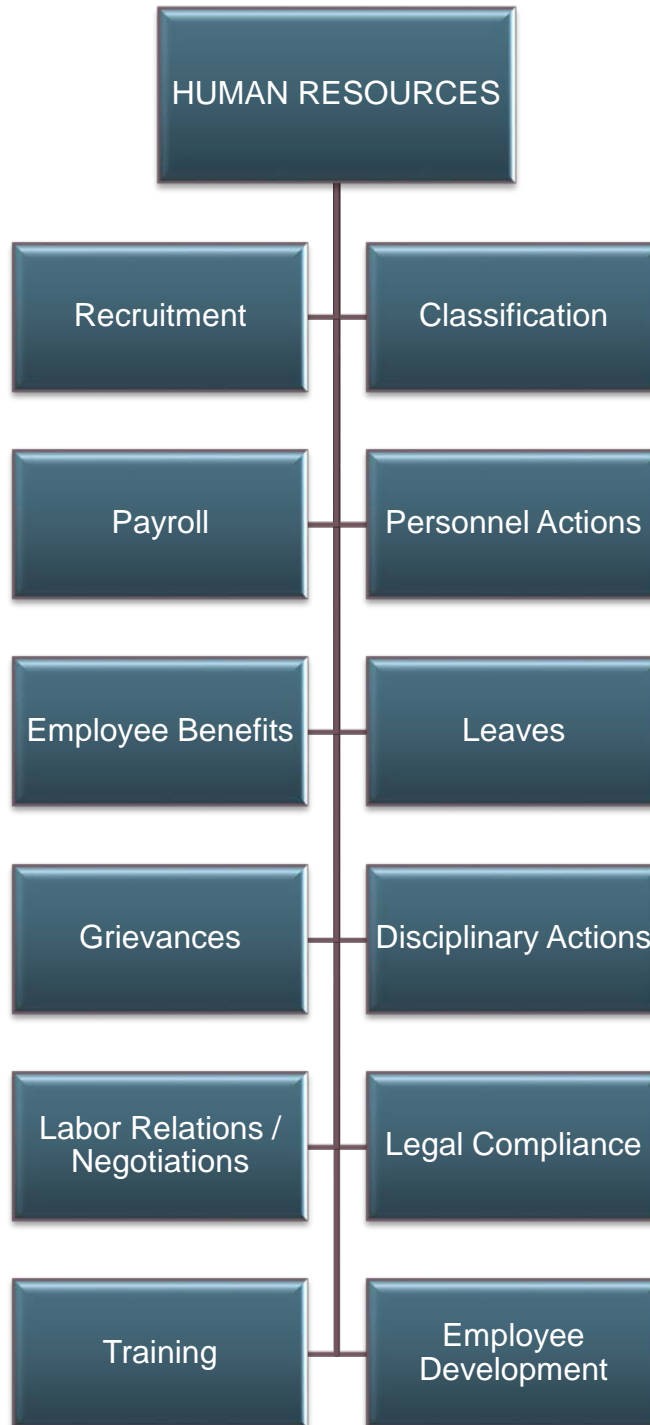 HUMAN RESOURCES
Recruitment
Classification
Payroll
Personnel Actions
Employee Benefits
Leaves
Grievances
Disciplinary Actions
Labor Relations /
Negotiations
Legal Compliance
Training
Employee
Development